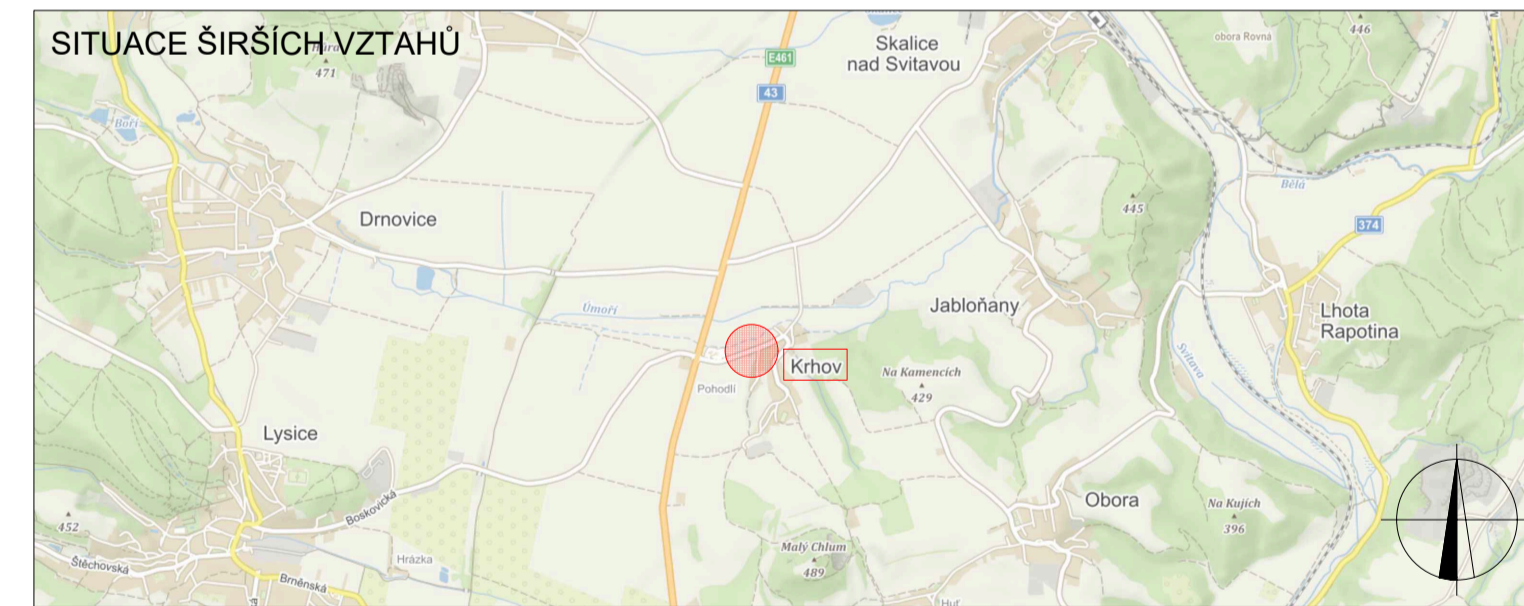 SITUACE ŠIRŠÍCH VZTAHŮ
Hůra
471
E461
43
Skalice
nad Svitavou
obora Rovná
446
Boří
Bělá
445
Drnovice
374
Úmoří
Jabloňany
Lhota
Rapotina
Krhov
Na Kamencích
429
Svitava
Pohodlí
Lysice
Boskovická
Obora
Na Kujích
396
452
Malý Chlum
489
Štěchovská
Hrázka
Brněnská
Huť